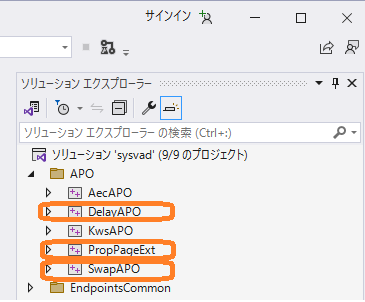 サインイン
ソリューション エクスプローラー
ソリューション エクスプローラー の検索 (Ctrl+:)
ソリューション 'sysvad' (9/9 のプロジェクト)
APO
AecAPO
DelayAPO
KwsAPO
PropPageExt
SwapAPO
EndpointsCommon